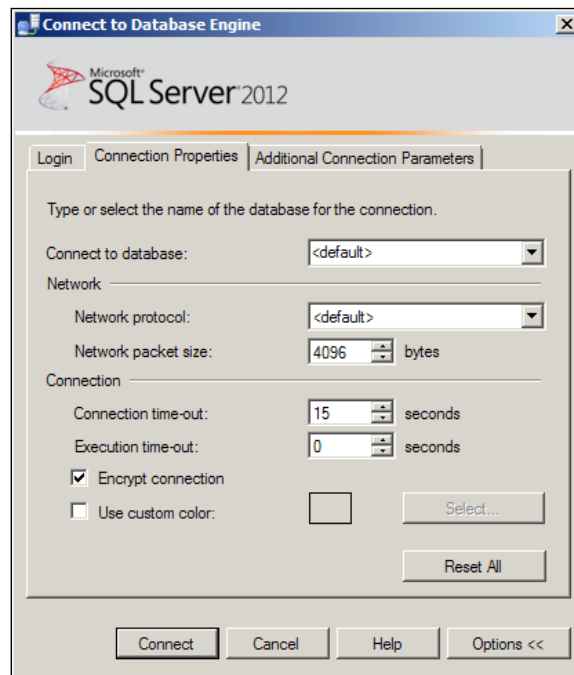 Connect to Database Engine
Microsoft®
SQL Server® 2012
Login Connection Properties Additional Connection Parameters
Type or select the name of the database for the connection.
Connect to database: <default>
Network
Network protocol: <default>
Network packet size: 4096 bytes
Connection
Connection time-out: 15 seconds
Execution time-out: 0 seconds
Encrypt connection
Use custom color: Select...
Reset All
Connect Cancel Help Options <<